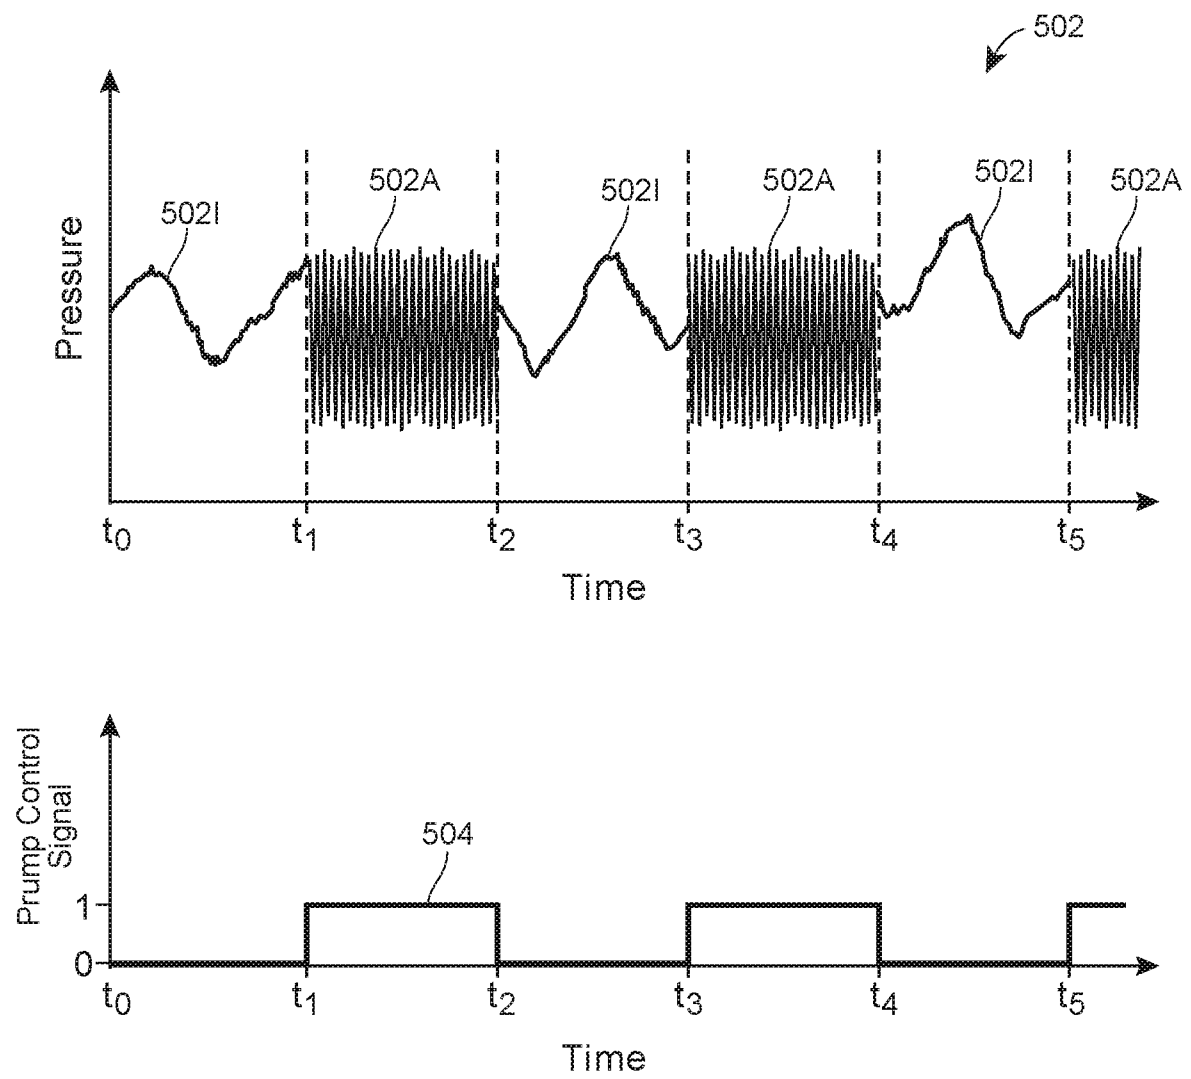 502
502I
502A
502I
502A
502I
502A
Pressure
t0 t1 t2 t3 t4 t5
Time
Prump Control
Signal
504
1
0
t0 t1 t2 t3 t4 t5
Time